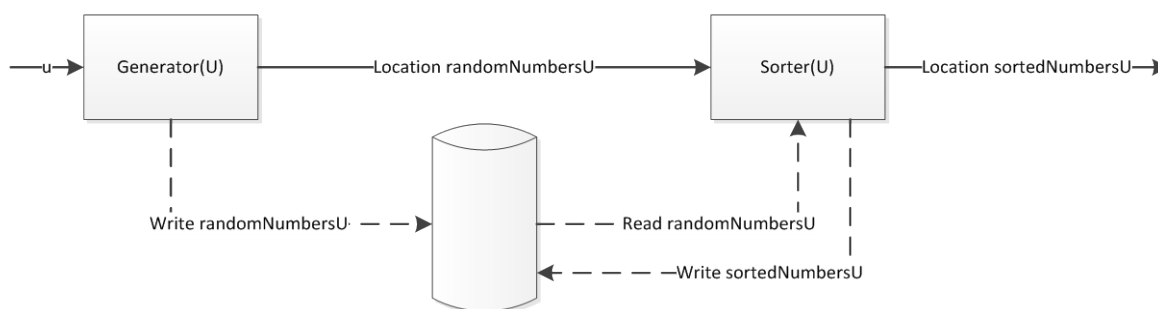 u
Generator(U)
Location randomNumbersU
Sorter(U)
Location sortedNumbersU
Write randomNumbersU
Read randomNumbersU
Write sortedNumbersU